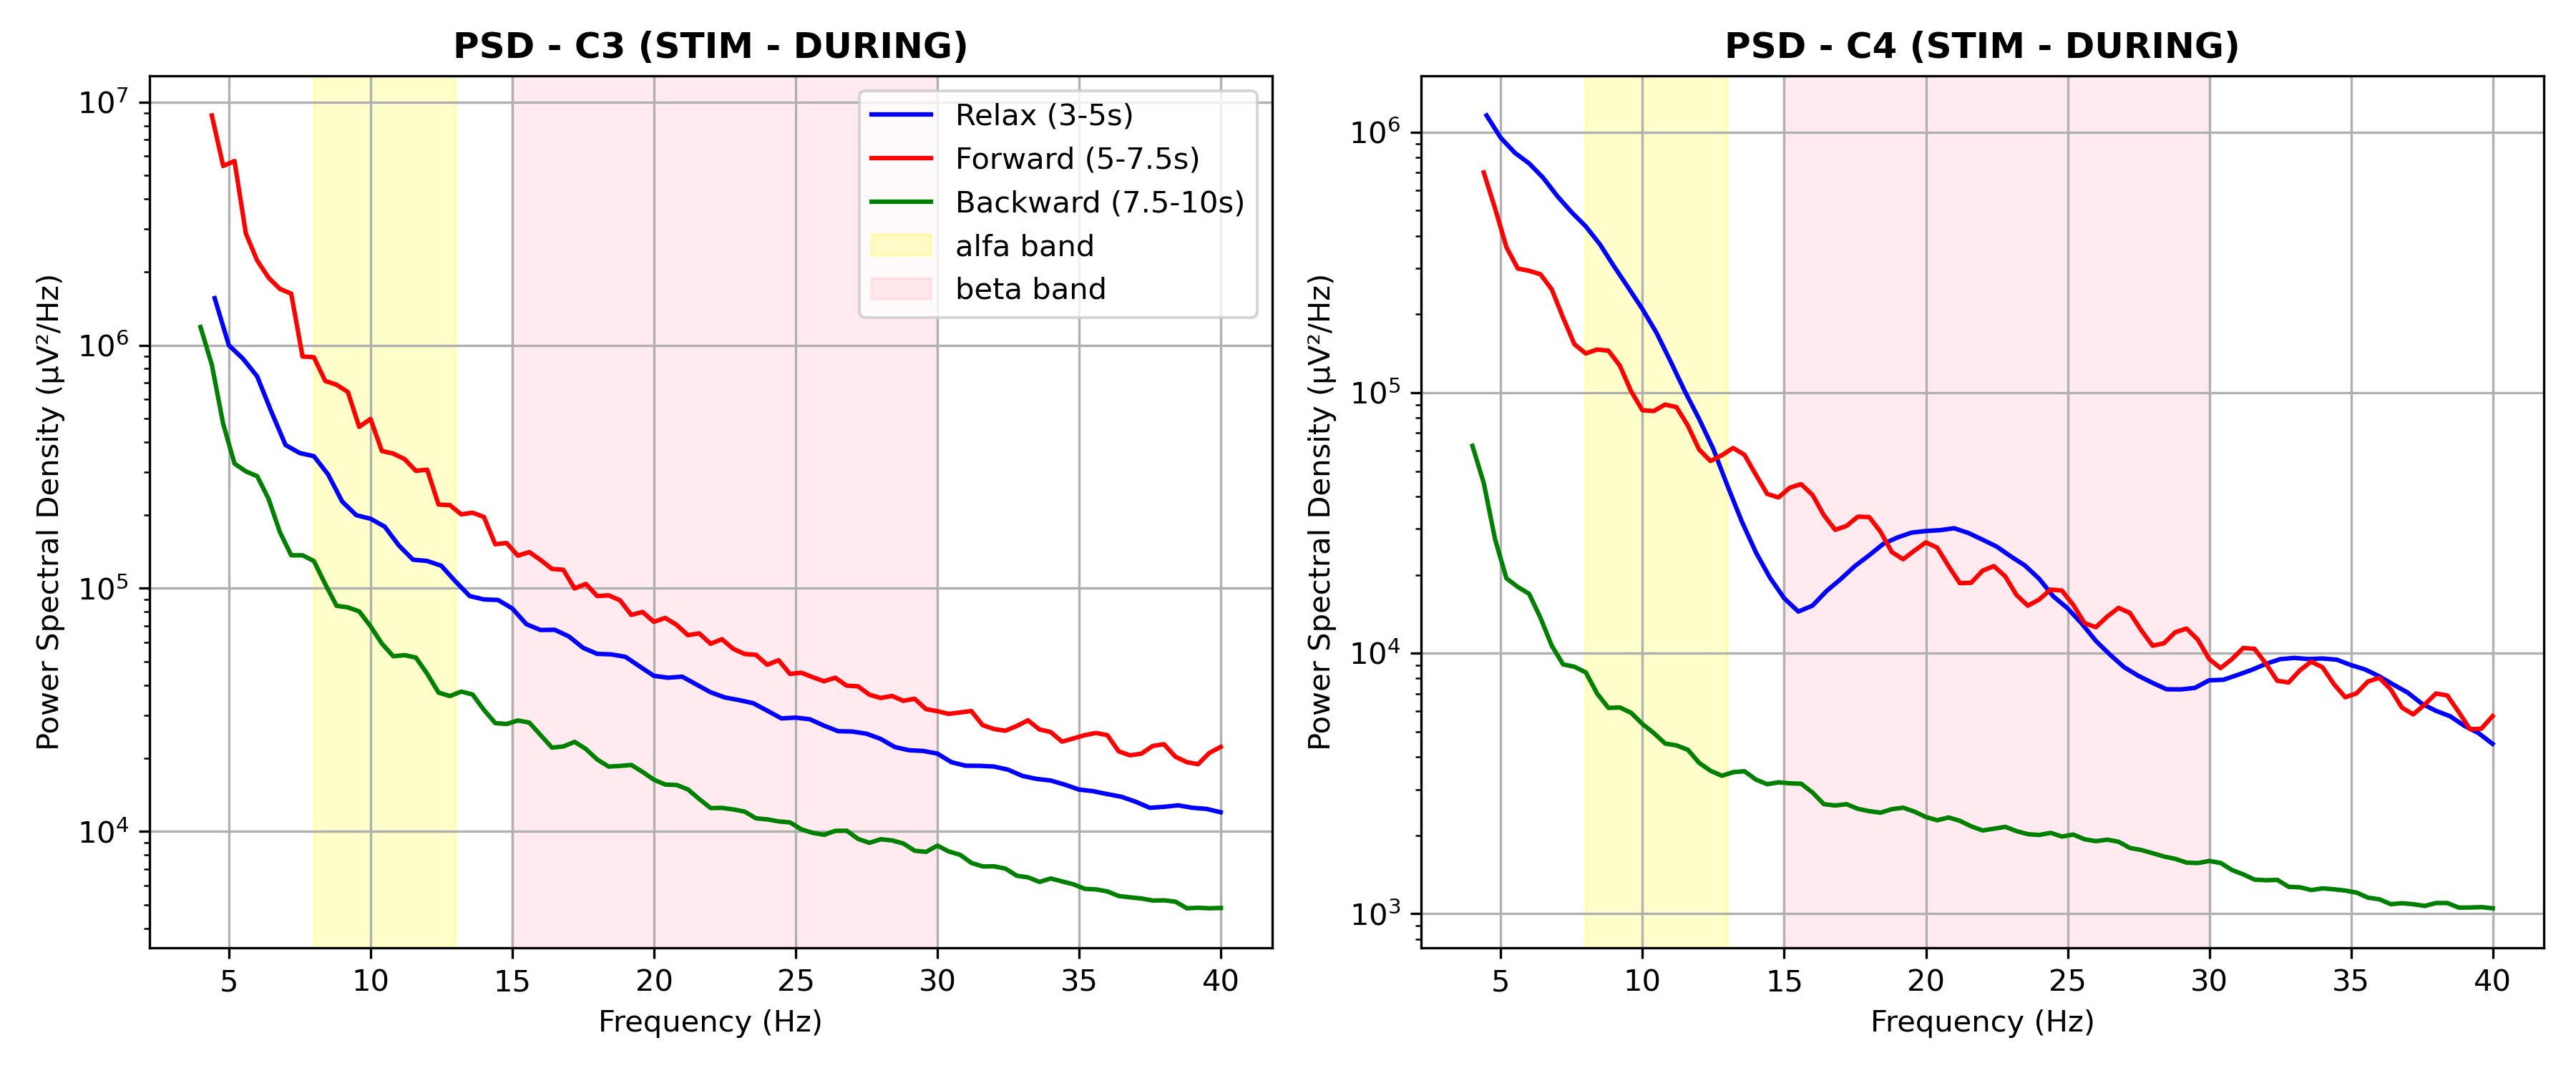 PSD - C3 (STIM - DURING)
10⁷
10⁶
10⁵
10⁴
Power Spectral Density (µV²/Hz)
5 10 15 20 25 30 35 40
Frequency (Hz)
Relax (3-5s)
Forward (5-7.5s)
Backward (7.5-10s)
alfa band
beta band
PSD - C4 (STIM - DURING)
10⁶
10⁵
10⁴
10³
Power Spectral Density (µV²/Hz)
5 10 15 20 25 30 35 40
Frequency (Hz)